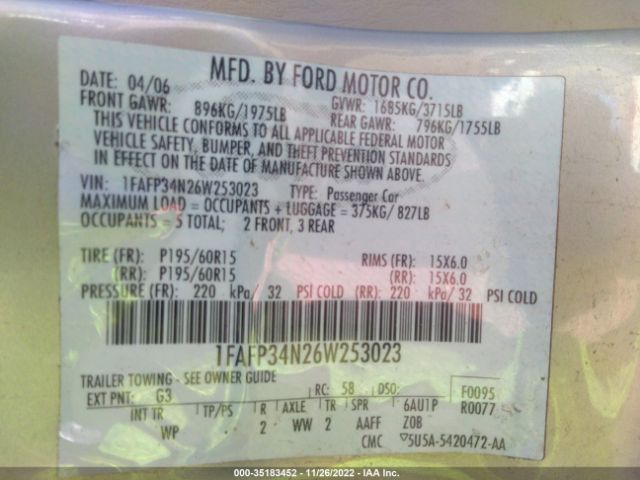 MFD. BY FORD MOTOR CO.
DATE: 04/06
FRONT GAWR: 896KG/1975LB GVWR: 1685KG/3715LB
REAR GAWR: 796KG/1755LB
THIS VEHICLE CONFORMS TO ALL APPLICABLE FEDERAL MOTOR
VEHICLE SAFETY, BUMPER, AND THEFT PREVENTION STANDARDS
IN EFFECT ON THE DATE OF MANUFACTURE SHOWN ABOVE.
VIN: 1FAFP34N26W253023 TYPE: Passenger Car
MAXIMUM LOAD = OCCUPANTS + LUGGAGE = 375KG/ 827LB
OCCUPANTS = 5 TOTAL; 2 FRONT, 3 REAR
TIRE (FR): P195/60R15 RIMS (FR): 15X6.0
(RR): P195/60R15 (RR): 15X6.0
PRESSURE (FR): 220 kPa/ 32 PSI COLD (RR): 220 kPa/ 32 PSI COLD
1FAFP34N26W253023
TRAILER TOWING - SEE OWNER GUIDE
EXT PNT: G3 RC: 58 DSO: F0095
INT TR TP/PS R AXLE TR SPR 6AU1P R0077
WP 2 WW 2 AAFF Z0B
CMC ▽5U5A-5420472-AA
000-35183452 | 11/26/2022 - IAA Inc.